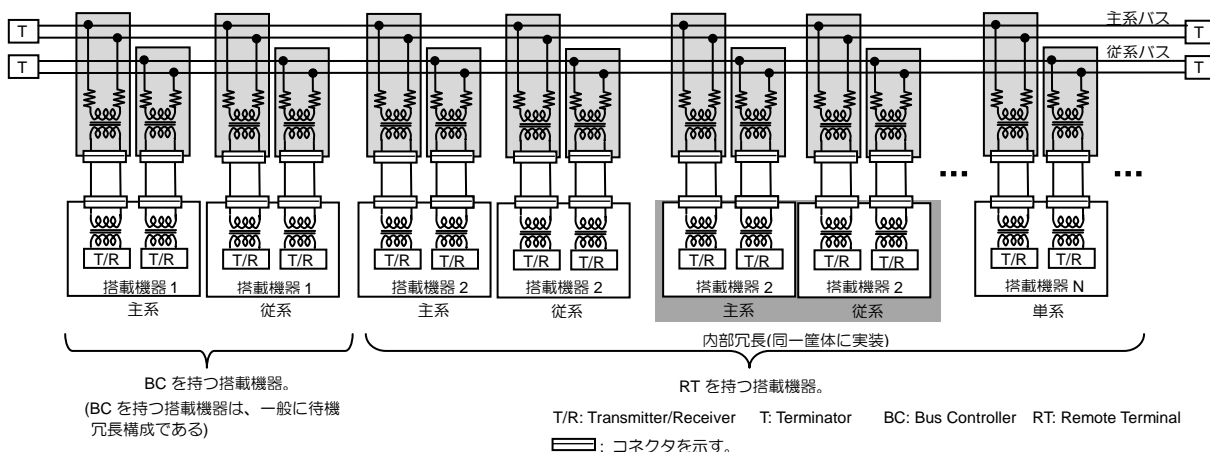 主系バス
T
T
従系バス
T
T
T/R
T/R
T/R
T/R
T/R
T/R
T/R
T/R
T/R
T/R
T/R
T/R
T/R
T/R
搭載機器 1
搭載機器 1
搭載機器 2
搭載機器 2
搭載機器 2
搭載機器 2
搭載機器 N
主系
従系
主系
従系
主系
従系
単系
内部冗長(同一筐体に実装)
BC を持つ搭載機器。
(BC を持つ搭載機器は、一般に待機
冗長構成である)
RT を持つ搭載機器。
T/R: Transmitter/Receiver T: Terminator BC: Bus Controller RT: Remote Terminal
: コネクタを示す。